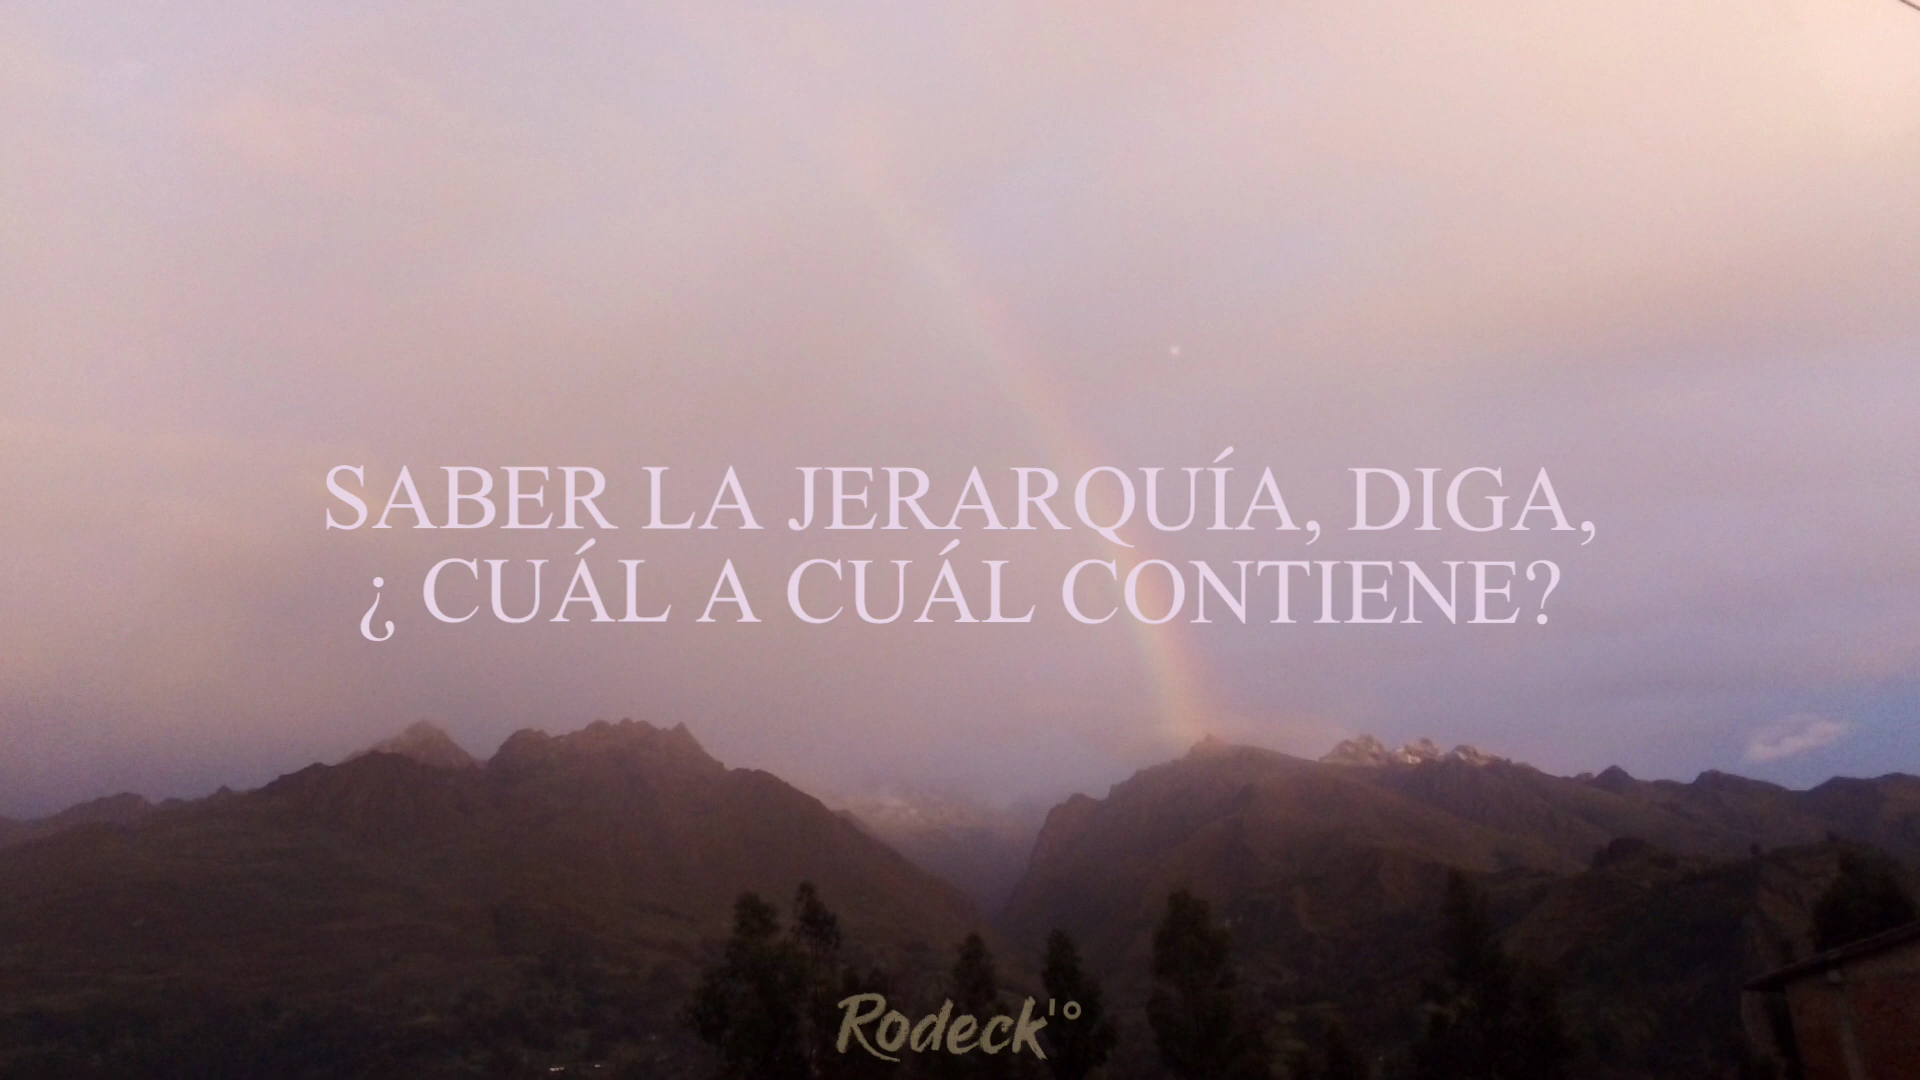 SABER LA JERARQUÍA, DIGA,
¿ CUÁL A CUÁL CONTIENE?
Rodeck'°